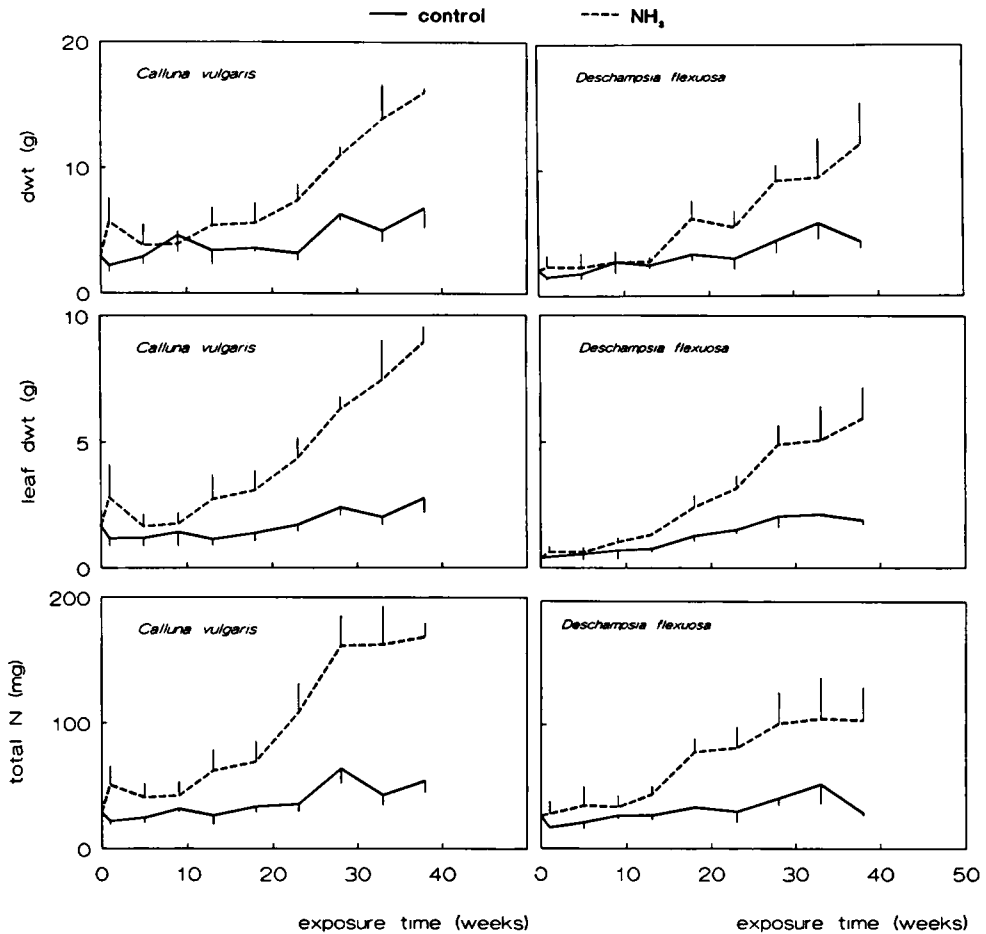 control NH₃
20
10
0
dwt (g)
Calluna vulgaris
Deschampsia flexuosa
10
5
0
leaf dwt (g)
Calluna vulgaris
Deschampsia flexuosa
200
100
0
total N (mg)
Calluna vulgaris
Deschampsia flexuosa
0 10 20 30 40
0 10 20 30 40 50
exposure time (weeks)
exposure time (weeks)